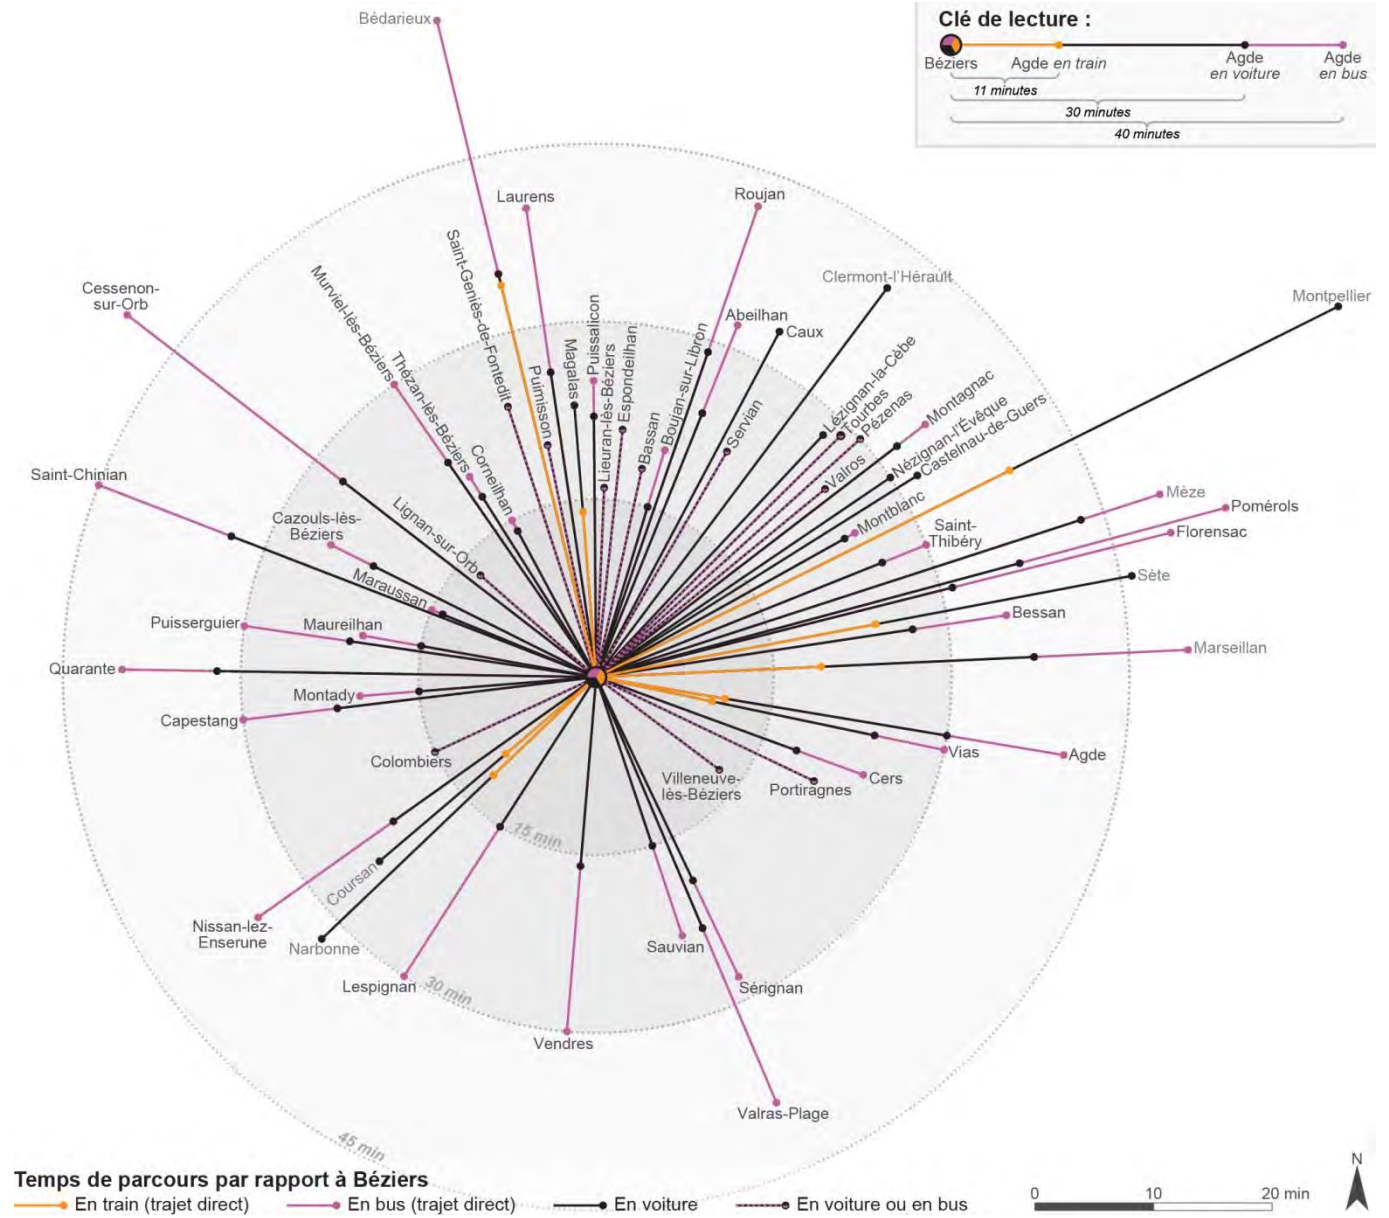 Bédarieux
Clé de lecture :
Béziers
Agde en train
Agde
en voiture
Agde
en bus
11 minutes
30 minutes
40 minutes
Laurens
Roujan
Saint-Geniès-de-Fontedit
Clermont-l'Hérault
Cessenon-
sur-Orb
Montpellier
Murviel-lès-Béziers
Abeilhan
Caux
Puissalicon
Magalas
Boujan-sur-Libron
Thézan-lès-Béziers
Puimisson
Lieuran-lès-Béziers
Espondeilhan
Lézignan-la-Cèbe
Tourbes
Pézenas
Montagnac
Servian
Bassan
Corneilhan
Nézignan-l'Évêque
Castelnau-de-Guers
Valros
Saint-Chinian
Mèze
Pomérols
Cazouls-lès-
Béziers
Lignan-sur-Orb
Montblanc
Saint-
Thibéry
Florensac
Sète
Maraussan
Bessan
Puisserguier
Maureilhan
Marseillan
Quarante
Montady
Capestang
Vias
Agde
Colombiers
Villeneuve-
lès-Béziers
Portiragnes
Cers
15 min
Coursan
Nissan-lez-
Enserune
Narbonne
Sauvian
Lespignan
30 min
Sérignan
Vendres
Valras-Plage
45 min
Temps de parcours par rapport à Béziers
En train (trajet direct)
En bus (trajet direct)
En voiture
En voiture ou en bus
0 10 20 min
N